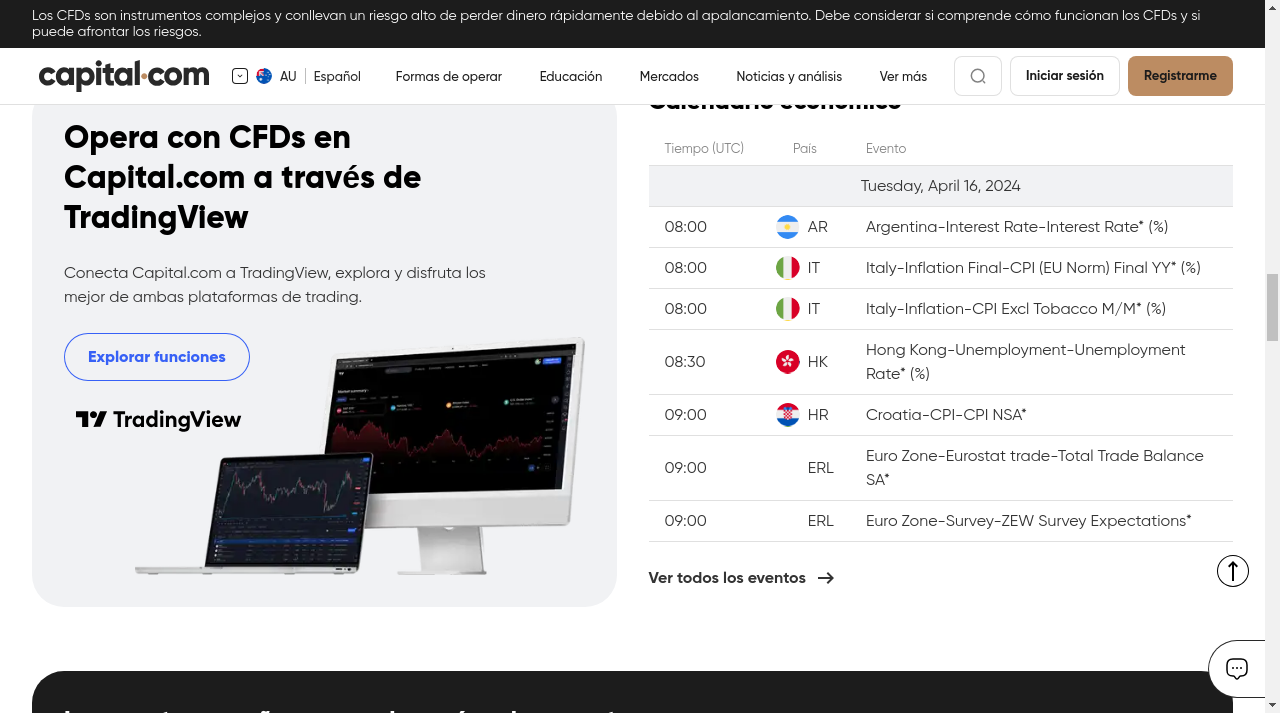 Los CFDs son instrumentos complejos y conllevan un riesgo alto de perder dinero rápidamente debido al apalancamiento. Debe considerar si comprende cómo funcionan los CFDs y si
puede afrontar los riesgos.
capital.com
AU
Español
Formas de operar
Educación
Mercados
Noticias y análisis
Ver más
Iniciar sesión
Registrarme
Opera con CFDs en
Capital.com a través de
TradingView
Conecta Capital.com a TradingView, explora y disfruta los
mejor de ambas plataformas de trading.
Explorar funciones
TradingView
Calendario económico
Tiempo (UTC) País Evento
Tuesday, April 16, 2024
08:00 AR Argentina-Interest Rate-Interest Rate* (%)
08:00 IT Italy-Inflation Final-CPI (EU Norm) Final YY* (%)
08:00 IT Italy-Inflation-CPI Excl Tobacco M/M* (%)
08:30 HK Hong Kong-Unemployment-Unemployment
Rate* (%)
09:00 HR Croatia-CPI-CPI NSA*
09:00 ERL Euro Zone-Eurostat trade-Total Trade Balance
SA*
09:00 ERL Euro Zone-Survey-ZEW Survey Expectations*
Ver todos los eventos